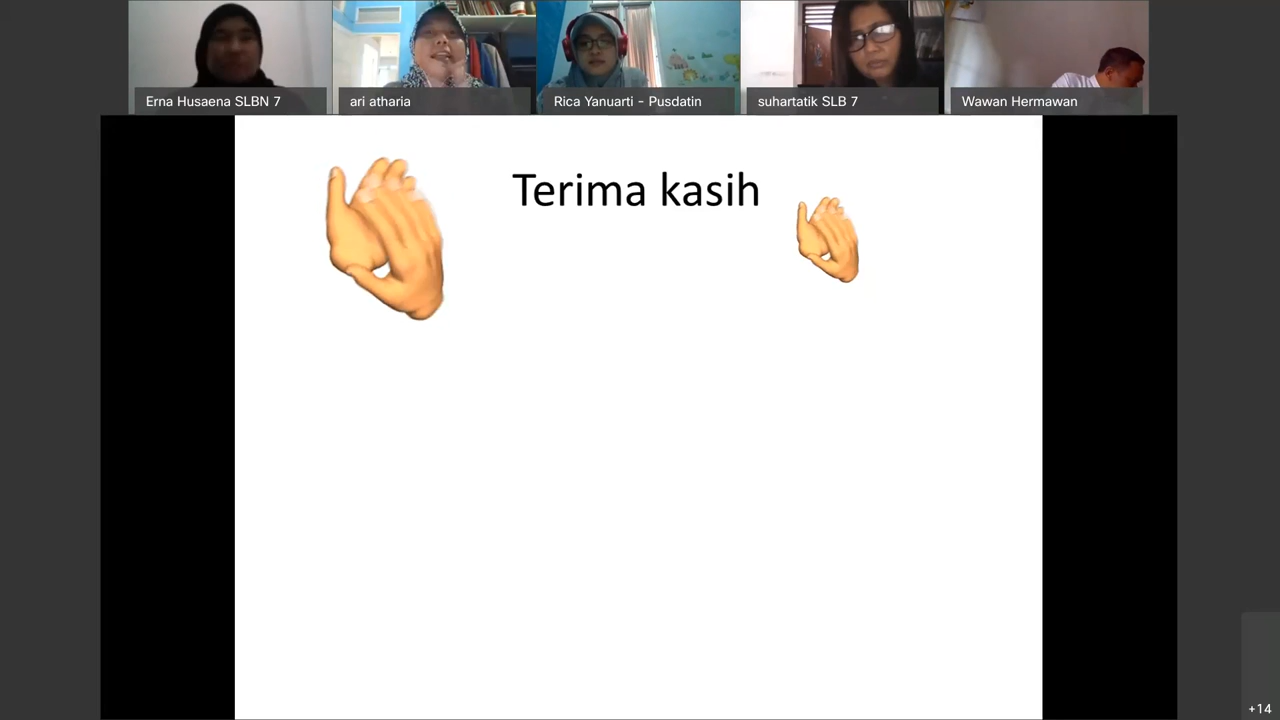 Erna Husaena SLBN 7
ari atharia
Rica Yanuarti - Pusdatin
suhartatik SLB 7
Wawan Hermawan
Terima kasih
+14